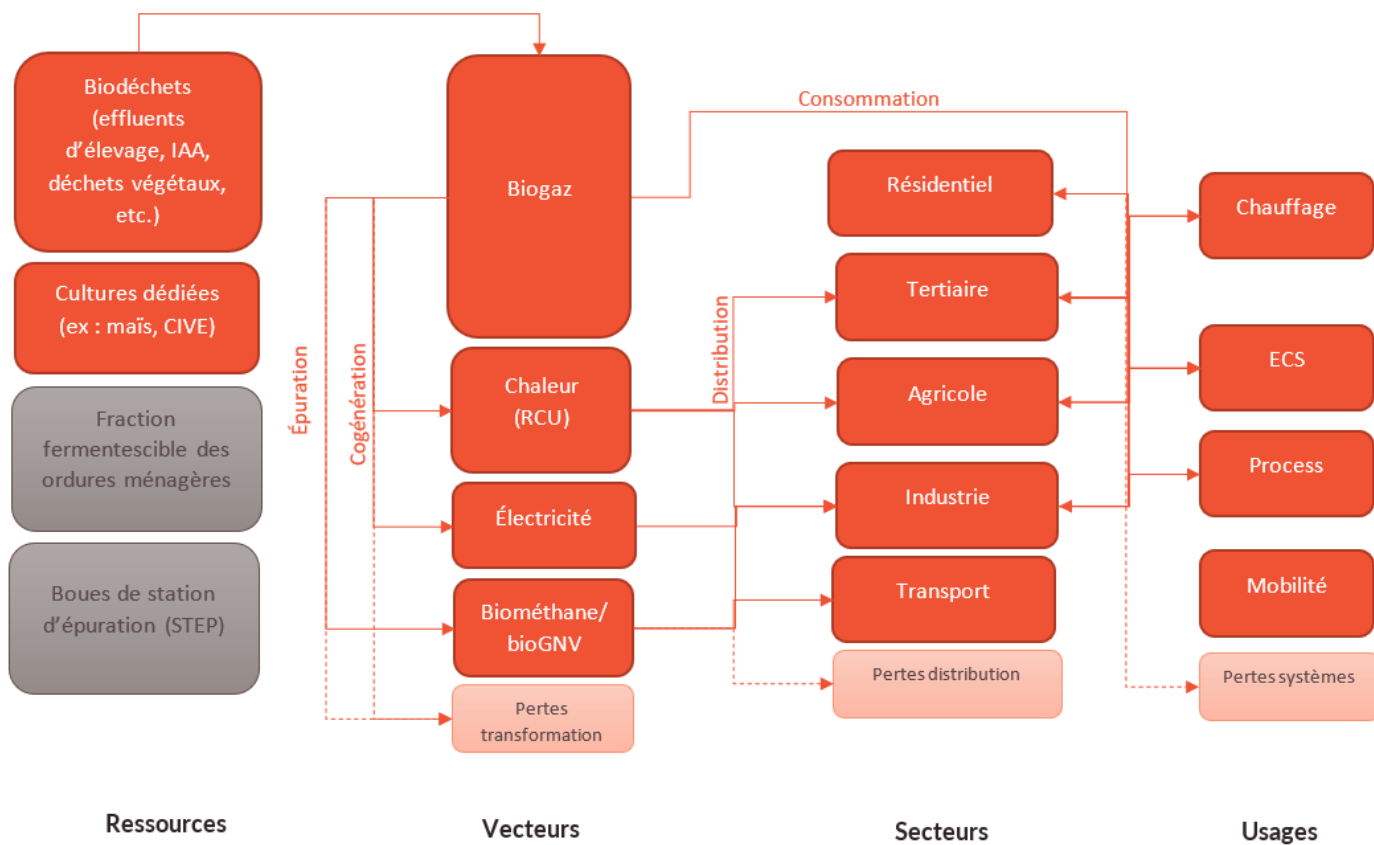 Biodéchets
(effluents
d'élevage, IAA,
déchets végétaux,
etc.)
Cultures dédiées
(ex : maïs, CIVE)
Fraction
fermentescible des
ordures ménagères
Boues de station
d'épuration (STEP)
Ressources
Épuration
Cogénération
Biogaz
Chaleur
(RCU)
Électricité
Biométhane/
bioGNV
Pertes
transformation
Vecteurs
Consommation
Distribution
Résidentiel
Tertiaire
Agricole
Industrie
Transport
Pertes distribution
Secteurs
Chauffage
ECS
Process
Mobilité
Pertes systèmes
Usages